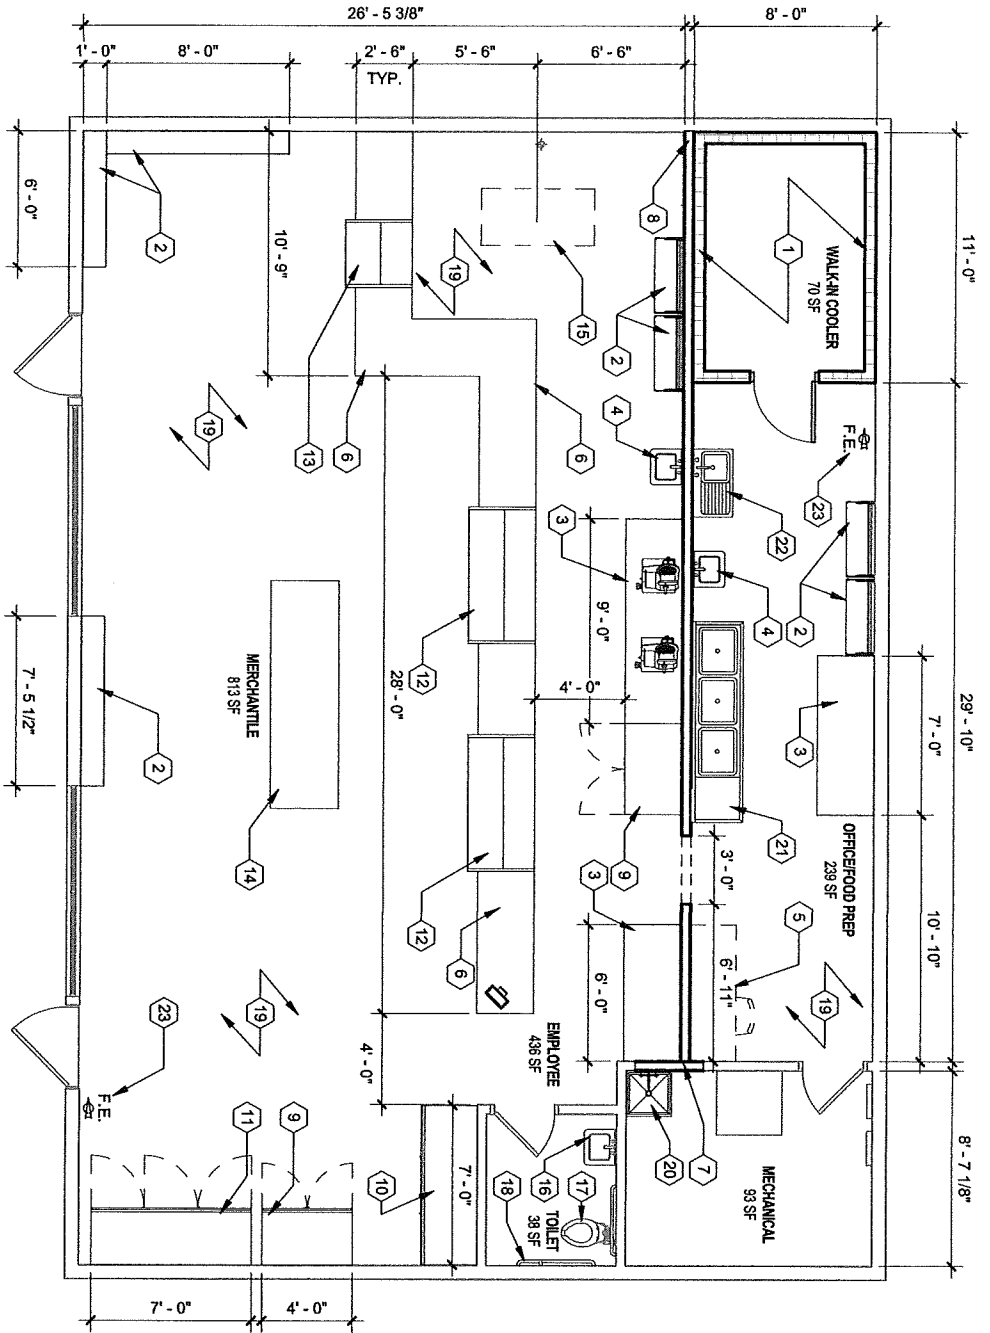 26' - 5 3/8"
8' - 0"
1' - 0"
8' - 0"
2' - 6"
TYP.
5' - 6"
6' - 6"
6' - 0"
2
10' - 9"
19
15
8
2
1
WALK-IN COOLER
70 SF
11' - 0"
19
13
6
6
4
3
22
F.E.
23
4
2
9' - 0"
12
28' - 0"
4' - 0"
MERCHANTILE
813 SF
7' - 5 1/2"
2
14
3
7' - 0"
29' - 10"
21
OFFICE/FOOD PREP
239 SF
3' - 0"
9
3
12
6
5
10' - 10"
6' - 11"
6' - 0"
19
19
23
EMPLOYEE
436 SF
4' - 0"
F.E.
11
9
10
7' - 0"
18
16
17
TOILET
38 SF
20
7
MECHANICAL
93 SF
8' - 7 1/8"
7' - 0"
4' - 0"